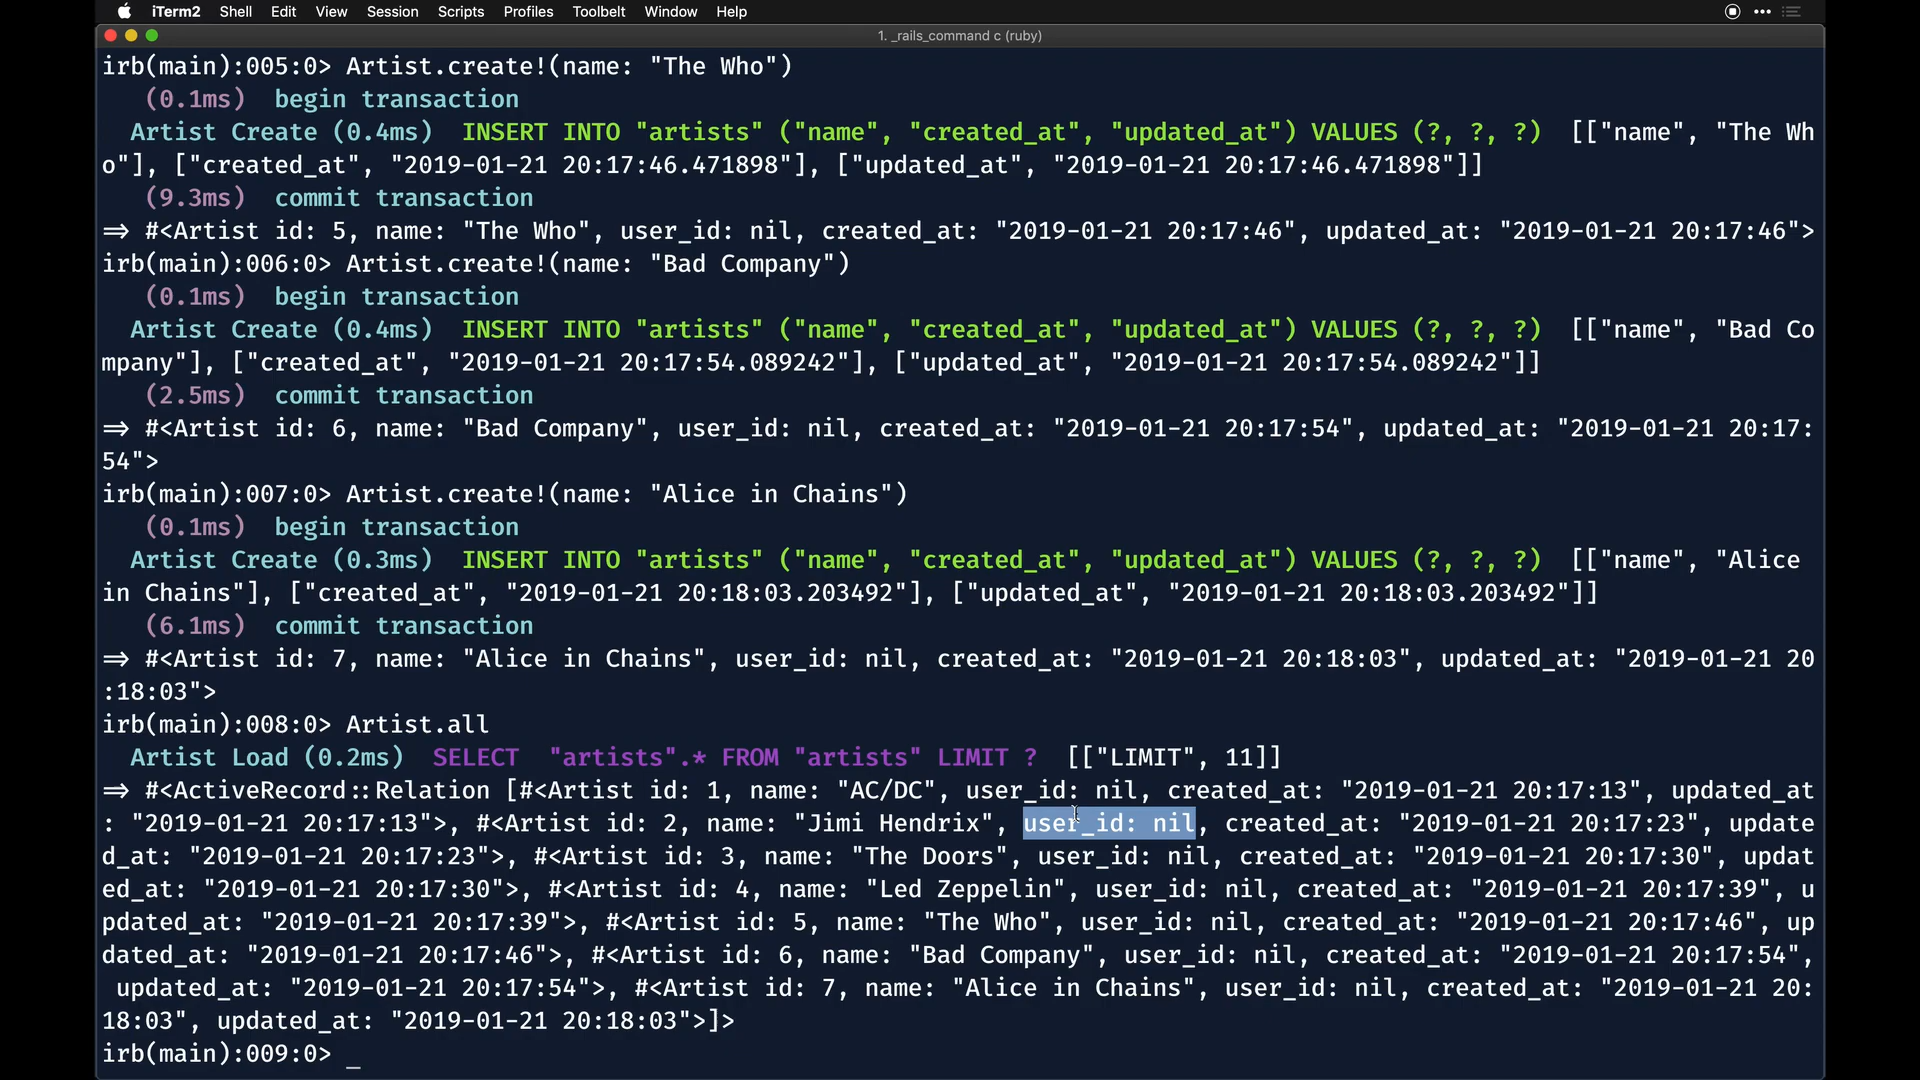 iTerm2 Shell Edit View Session Scripts Profiles Toolbelt Window Help
1. _rails_command c (ruby)
irb(main):005:0> Artist.create!(name: "The Who")
(0.1ms) begin transaction
Artist Create (0.4ms) INSERT INTO "artists" ("name", "created_at", "updated_at") VALUES (?, ?, ?) [["name", "The Wh
o"], ["created_at", "2019-01-21 20:17:46.471898"], ["updated_at", "2019-01-21 20:17:46.471898"]]
(9.3ms) commit transaction
=> #<Artist id: 5, name: "The Who", user_id: nil, created_at: "2019-01-21 20:17:46", updated_at: "2019-01-21 20:17:46">
irb(main):006:0> Artist.create!(name: "Bad Company")
(0.1ms) begin transaction
Artist Create (0.4ms) INSERT INTO "artists" ("name", "created_at", "updated_at") VALUES (?, ?, ?) [["name", "Bad Co
mpany"], ["created_at", "2019-01-21 20:17:54.089242"], ["updated_at", "2019-01-21 20:17:54.089242"]]
(2.5ms) commit transaction
=> #<Artist id: 6, name: "Bad Company", user_id: nil, created_at: "2019-01-21 20:17:54", updated_at: "2019-01-21 20:17:
54">
irb(main):007:0> Artist.create!(name: "Alice in Chains")
(0.1ms) begin transaction
Artist Create (0.3ms) INSERT INTO "artists" ("name", "created_at", "updated_at") VALUES (?, ?, ?) [["name", "Alice
in Chains"], ["created_at", "2019-01-21 20:18:03.203492"], ["updated_at", "2019-01-21 20:18:03.203492"]]
(6.1ms) commit transaction
=> #<Artist id: 7, name: "Alice in Chains", user_id: nil, created_at: "2019-01-21 20:18:03", updated_at: "2019-01-21 20
:18:03">
irb(main):008:0> Artist.all
Artist Load (0.2ms) SELECT "artists".* FROM "artists" LIMIT ? [["LIMIT", 11]]
=> #<ActiveRecord::Relation [#<Artist id: 1, name: "AC/DC", user_id: nil, created_at: "2019-01-21 20:17:13", updated_at
: "2019-01-21 20:17:13">, #<Artist id: 2, name: "Jimi Hendrix", user_id: nil, created_at: "2019-01-21 20:17:23", update
d_at: "2019-01-21 20:17:23">, #<Artist id: 3, name: "The Doors", user_id: nil, created_at: "2019-01-21 20:17:30", updat
ed_at: "2019-01-21 20:17:30">, #<Artist id: 4, name: "Led Zeppelin", user_id: nil, created_at: "2019-01-21 20:17:39", u
pdated_at: "2019-01-21 20:17:39">, #<Artist id: 5, name: "The Who", user_id: nil, created_at: "2019-01-21 20:17:46", up
dated_at: "2019-01-21 20:17:46">, #<Artist id: 6, name: "Bad Company", user_id: nil, created_at: "2019-01-21 20:17:54",
updated_at: "2019-01-21 20:17:54">, #<Artist id: 7, name: "Alice in Chains", user_id: nil, created_at: "2019-01-21 20:
18:03", updated_at: "2019-01-21 20:18:03">]>
irb(main):009:0> _